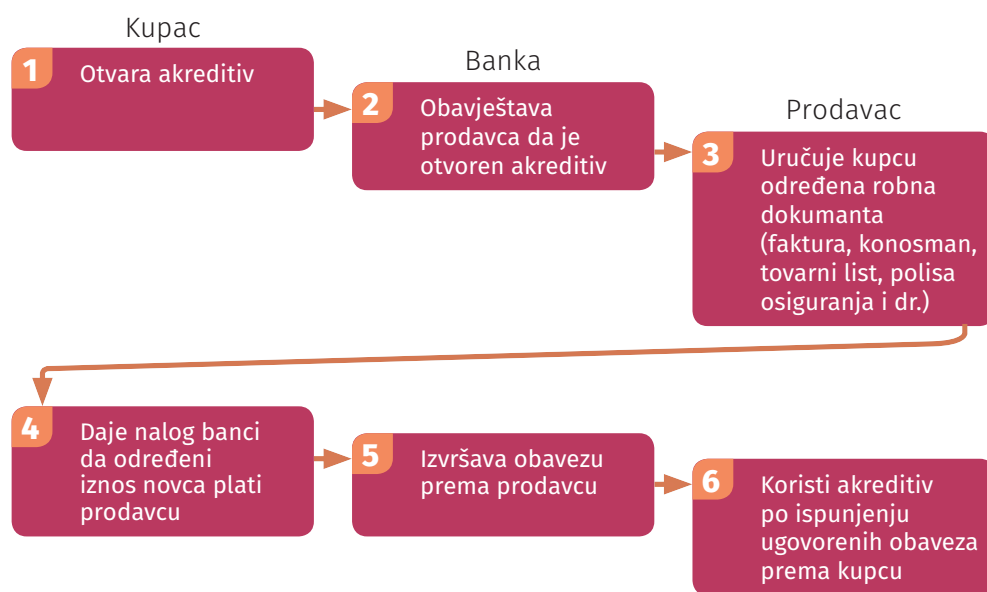 Kupac
1
Otvara akreditiv
Banka
2
Obavještava
prodavca da je
otvoren akreditiv
Prodavac
3
Uručuje kupcu
određena robna
dokumanta
(faktura, konosman,
tovarni list, polisa
osiguranja i dr.)
4
Daje nalog banci
da određeni
iznos novca plati
prodavcu
5
Izvršava obavezu
prema prodavcu
6
Koristi akreditiv
po ispunjenju
ugovorenih obaveza
prema kupcu